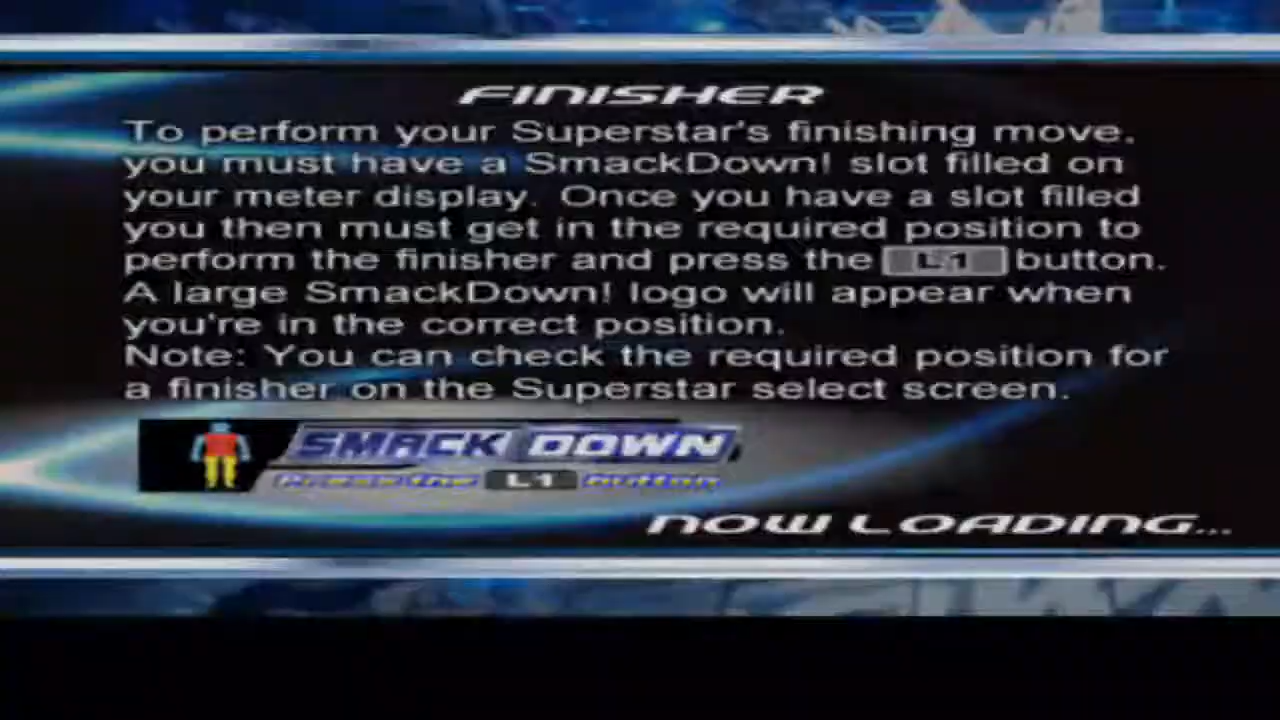 FINISHER
To perform your Superstar's finishing move,
you must have a SmackDown! slot filled on
your meter display. Once you have a slot filled
you then must get in the required position to
perform the finisher and press the L1 button.
A large SmackDown! logo will appear when
you're in the correct position.
Note: You can check the required position for
a finisher on the Superstar select screen.
SMACK DOWN
Press the L1 button
NOW LOADING...